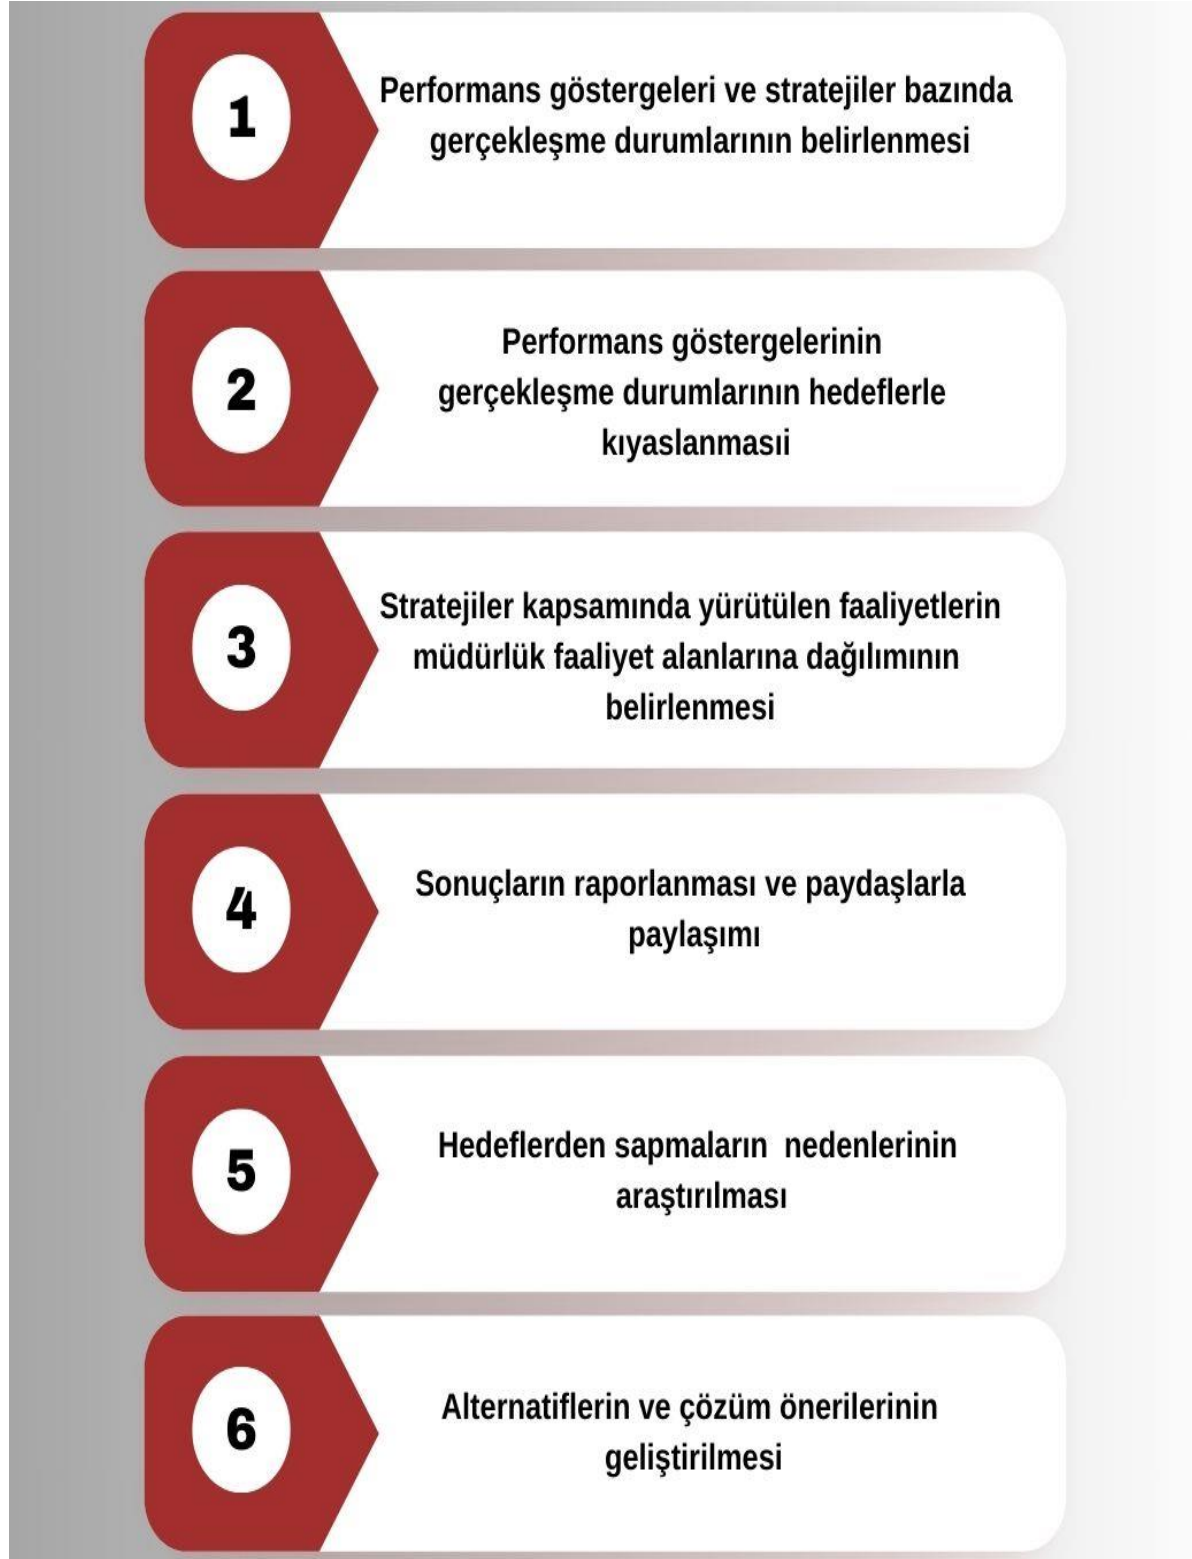 1
Performans göstergeleri ve stratejiler bazında
gerçekleşme durumlarının belirlenmesi
2
Performans göstergelerinin
gerçekleşme durumlarının hedeflerle
kıyaslanmasıi
3
Stratejiler kapsamında yürütülen faaliyetlerin
müdürlük faaliyet alanlarına dağılımının
belirlenmesi
4
Sonuçların raporlanması ve paydaşlarla
paylaşımı
5
Hedeflerden sapmaların  nedenlerinin
araştırılması
6
Alternatiflerin ve çözüm önerilerinin
geliştirilmesi